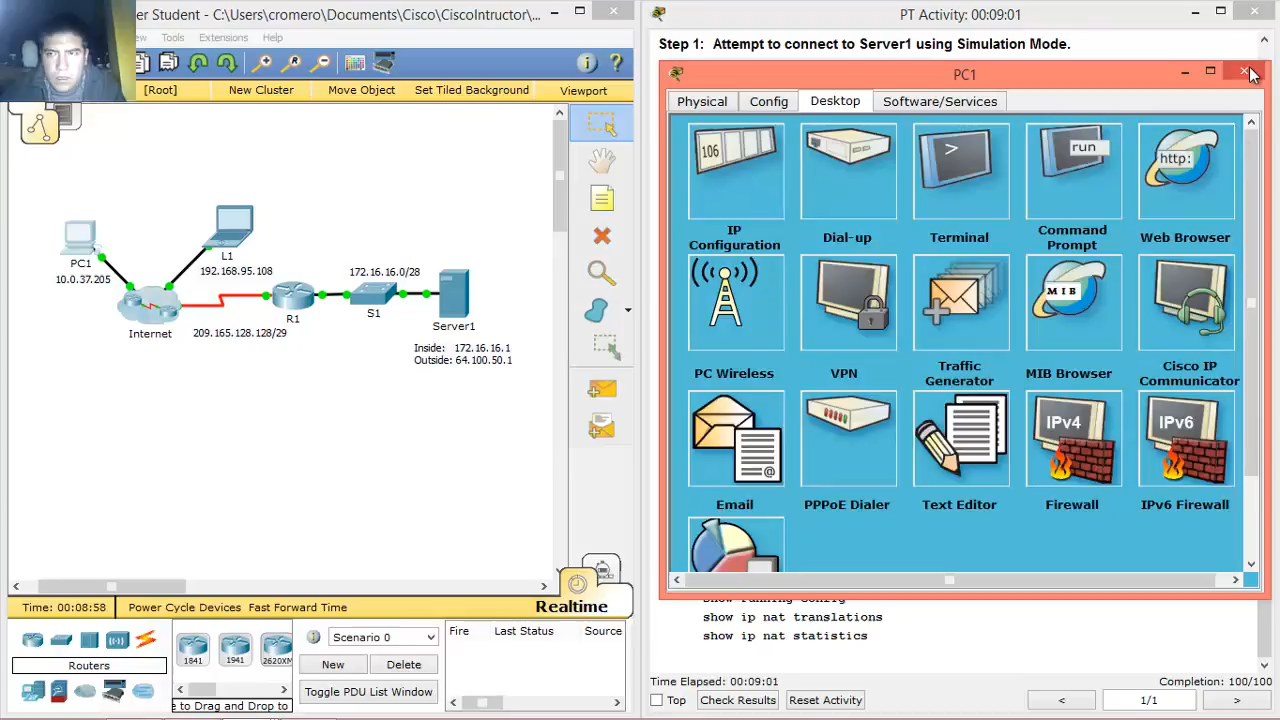 er Student - C:\Users\cromero\Documents\Cisco\CiscoIntructor\...
ew Tools Extensions Help
[Root] New Cluster Move Object Set Tiled Background Viewport
PC1
10.0.37.205
L1
192.168.95.108
172.16.16.0/28
Internet
209.165.128.128/29
R1
S1
Server1
Inside: 172.16.16.1
Outside: 64.100.50.1
Time: 00:08:58 Power Cycle Devices Fast Forward Time
Realtime
Routers
1841 1941 2620XM
e to Drag and Drop to
Scenario 0
New Delete
Toggle PDU List Window
Fire Last Status Source
PT Activity: 00:09:01
Step 1: Attempt to connect to Server1 using Simulation Mode.
PC1
Physical Config Desktop Software/Services
106
>
run
http:
IP Configuration
Dial-up
Terminal
Command Prompt
Web Browser
MIB
PC Wireless
VPN
Traffic Generator
MIB Browser
Cisco IP Communicator
@
IPv4
IPv6
Email
PPPoE Dialer
Text Editor
Firewall
IPv6 Firewall
show running-config
show ip nat translations
show ip nat statistics
Time Elapsed: 00:09:01 Completion: 100/100
Top Check Results Reset Activity < 1/1 >